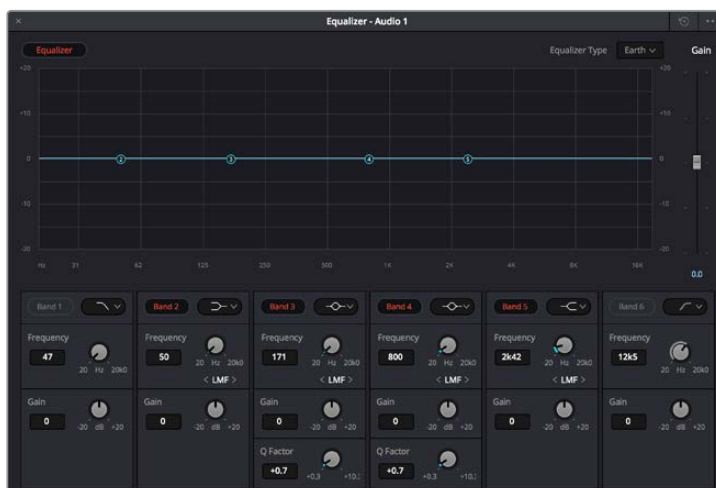 Equalizer - Audio 1
Equalizer
Equalizer Type
Earth
Gain
+20
+20
+10
+10
0
2
3
4
5
0
-10
-10
-20
-20
Hz 31 62 125 250 500 1K 2K 4K 8K 16K
0.0
Band 1
Band 2
Band 3
Band 4
Band 5
Band 6
Frequency
Frequency
Frequency
Frequency
Frequency
Frequency
47
50
171
800
2k42
12k5
20 Hz 20k0
20 Hz 20k0
20 Hz 20k0
20 Hz 20k0
20 Hz 20k0
20 Hz 20k0
< LMF >
< LMF >
< LMF >
< LMF >
Gain
Gain
Gain
Gain
Gain
Gain
0
0
0
0
0
0
-20 dB +20
-20 dB +20
-20 dB +20
-20 dB +20
-20 dB +20
-20 dB +20
Q Factor
Q Factor
+0.7
+0.7
+0.3
+10.
+0.3
+10.